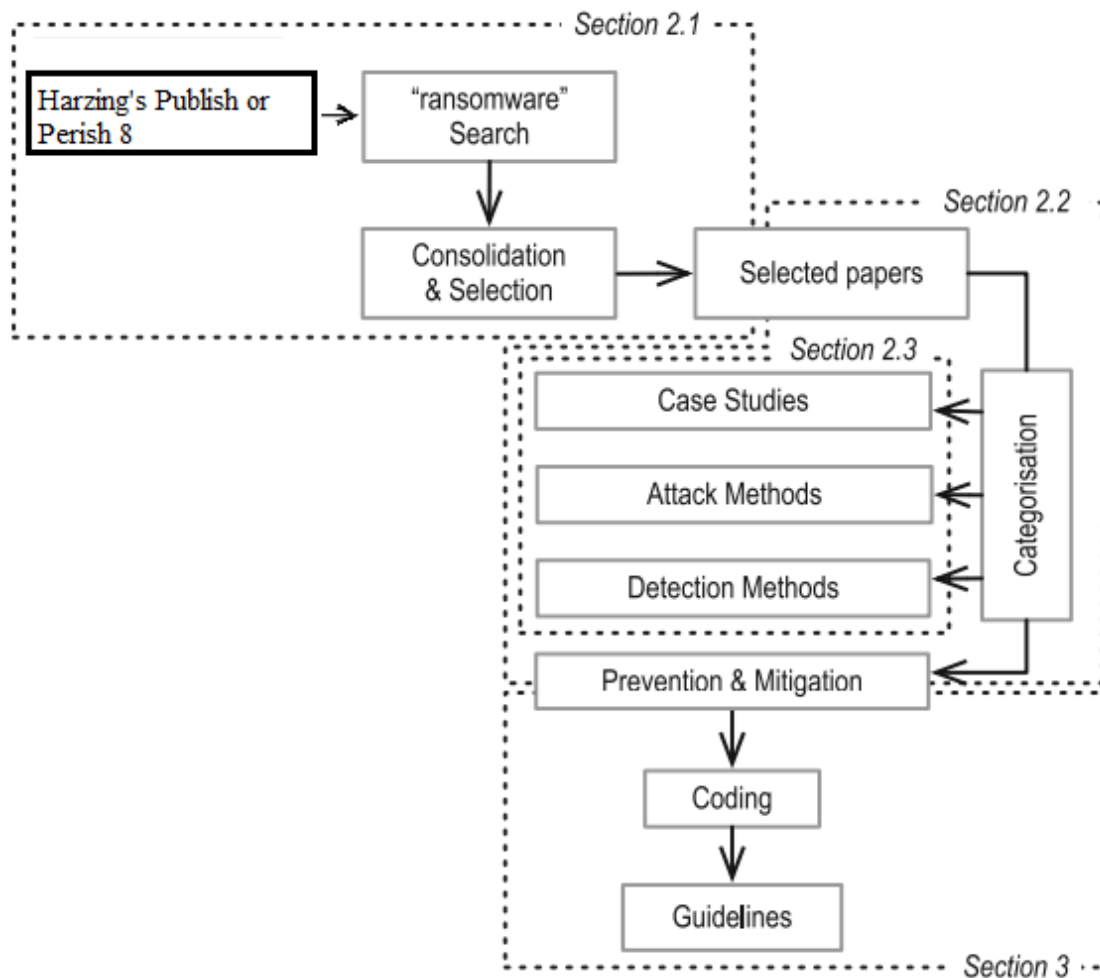 Section 2.1
Harzing's Publish or
Perish 8
“ransomware”
Search
Consolidation
& Selection
Section 2.2
Selected papers
Section 2.3
Case Studies
Attack Methods
Detection Methods
Categorisation
Prevention & Mitigation
Coding
Guidelines
Section 3